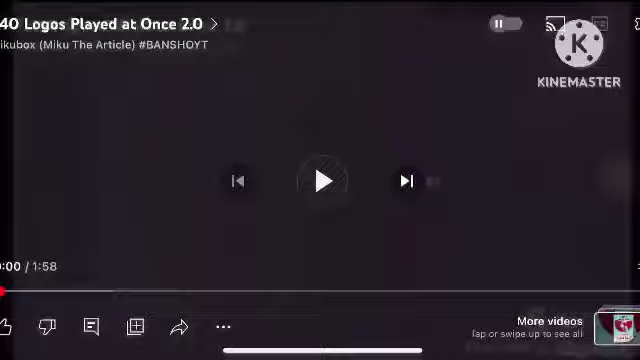 40 Logos Played at Once 2.0
ikubox (Miku The Article) #BANSHOYT
K
KINEMASTER
:00 / 1:58
More videos
Tap or swipe up to see all